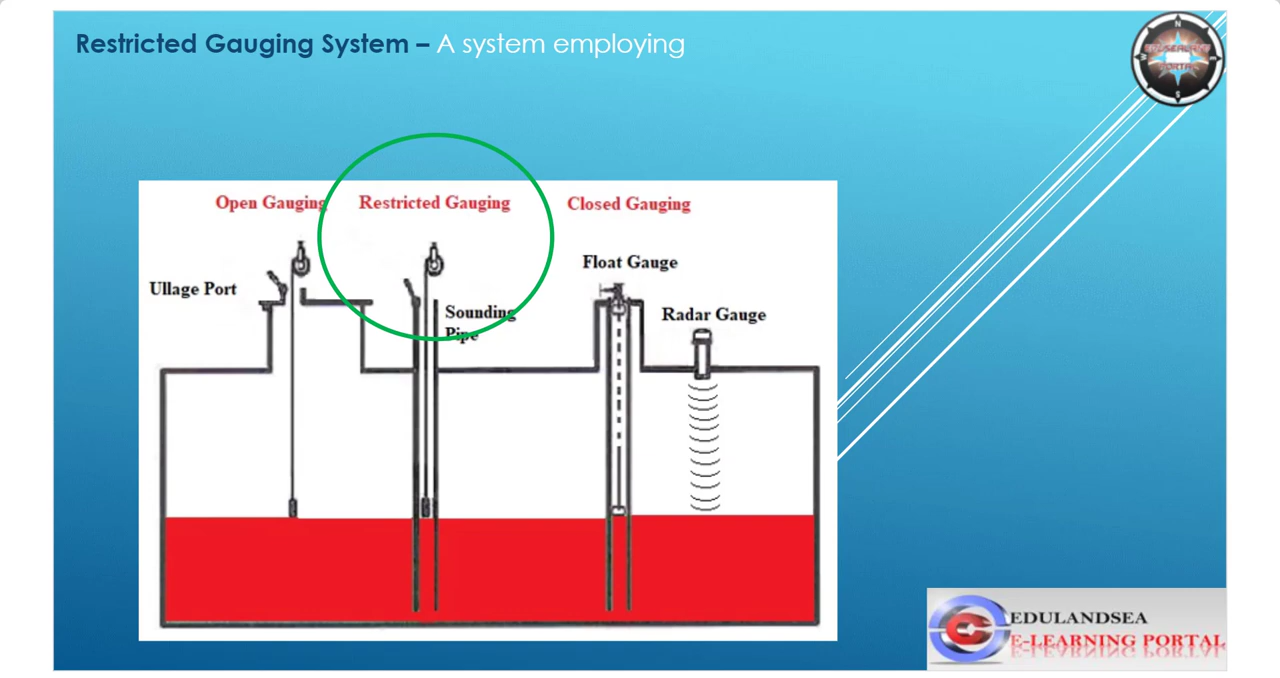 Restricted Gauging System – A system employing
Open Gauging
Restricted Gauging
Closed Gauging
Float Gauge
Ullage Port
Sounding
Pipe
Radar Gauge
N
S
PORTAL
EDULANDSEA
E-LEARNING PORTAL